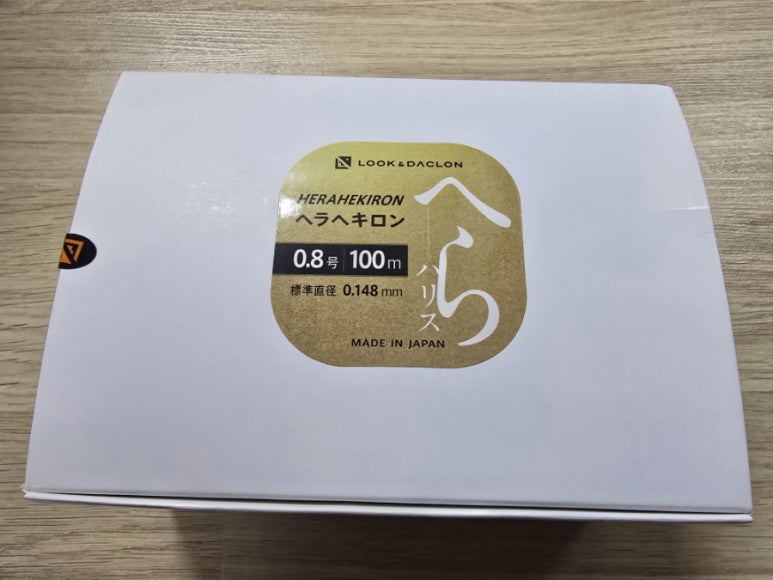 LOOK&DACLON
HERAHEKIRON
ヘラヘキロン
0.8号 100m
標準直径 0.148mm
へら
ハリス
MADE IN JAPAN